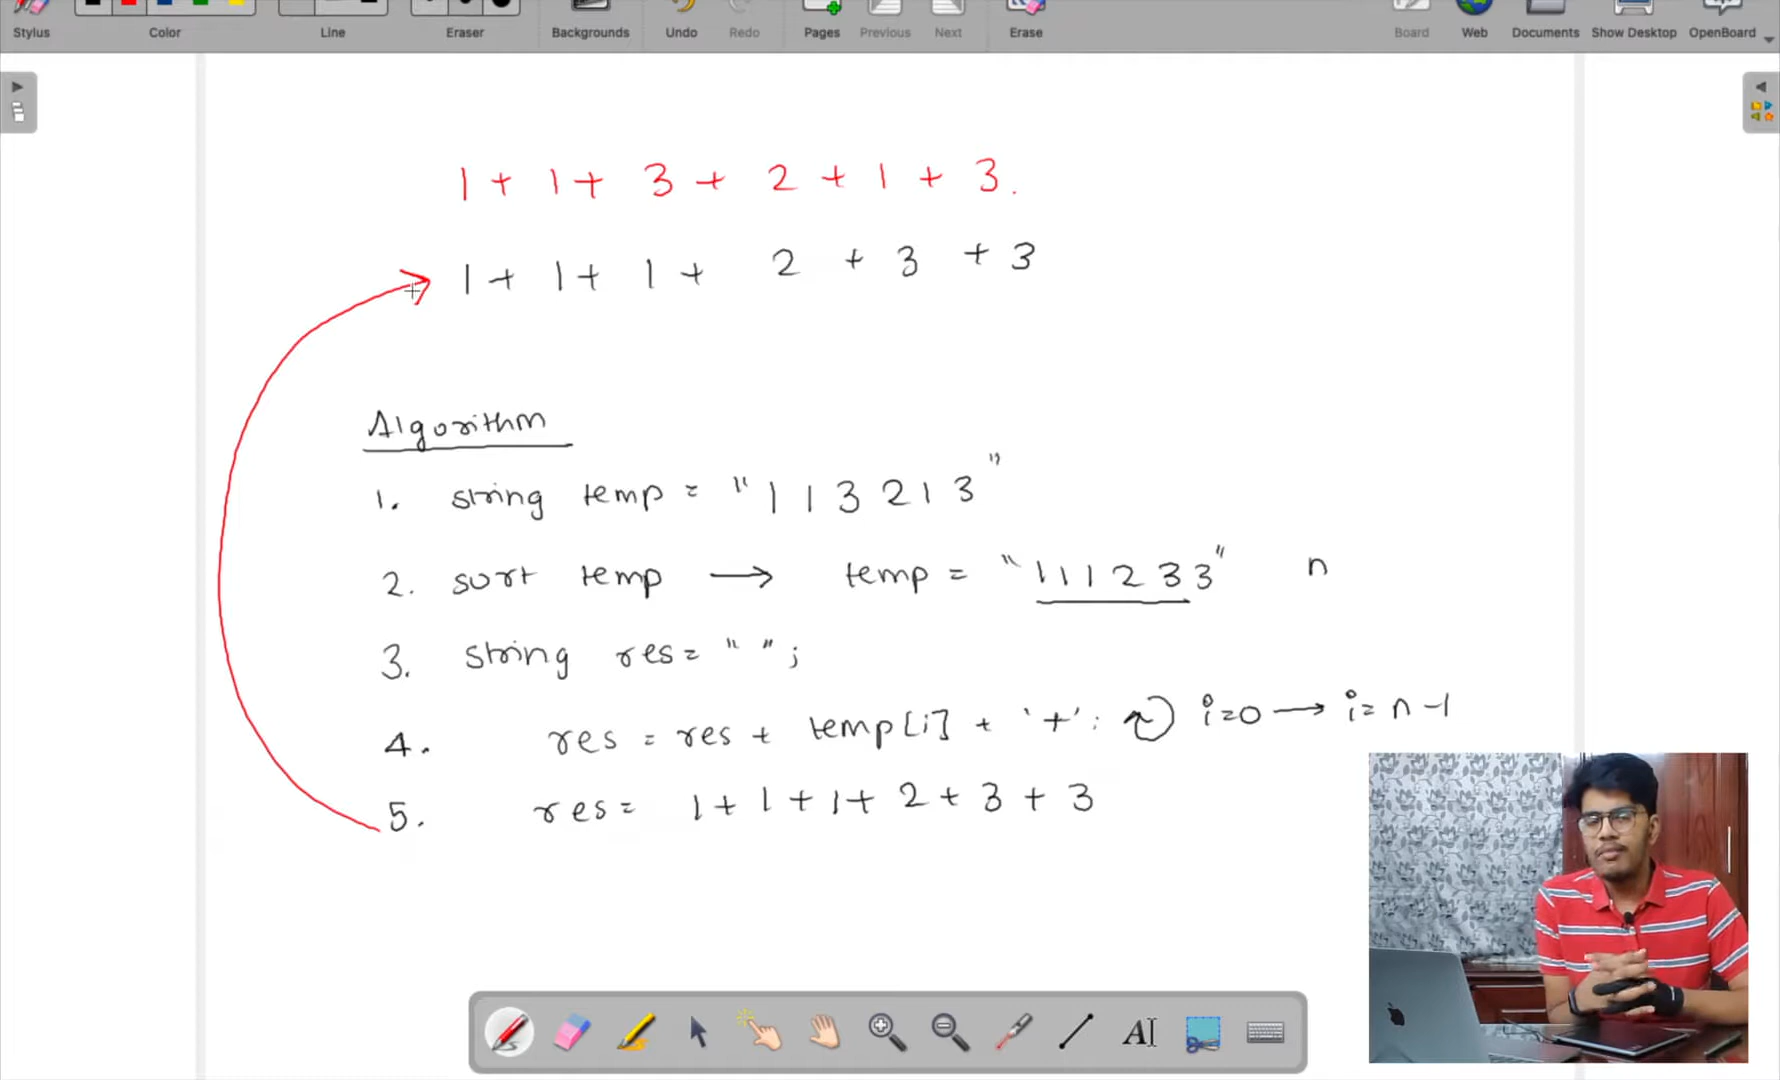 Stylus Color Line Eraser Backgrounds Undo Redo Pages Previous Next Erase Board Web Documents Show Desktop OpenBoard
1 + 1 + 3 + 2 + 1 + 3.
1 + 1 + 1 + 2 + 3 + 3
Algorithm
1. string temp = "113213"
2. sort temp → temp = "111233" n
3. string res = " ";
4. res = res + temp[i] + '+'; i=0 → i= n-1
5. res = 1 + 1 + 1 + 2 + 3 + 3
AI